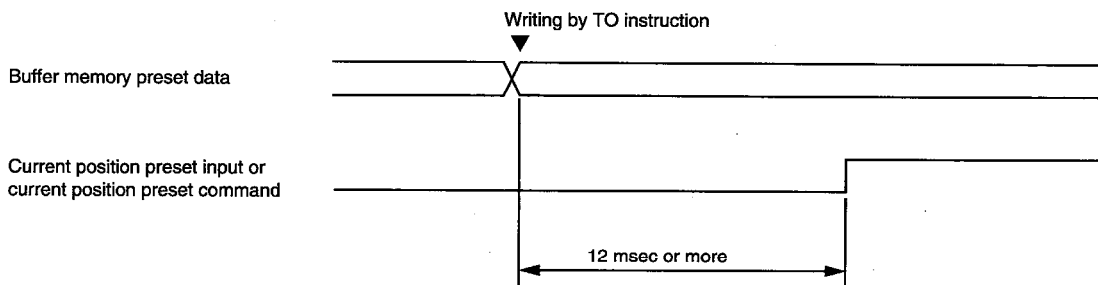 Writing by TO instruction
Buffer memory preset data
Current position preset input or
current position preset command
12 msec or more